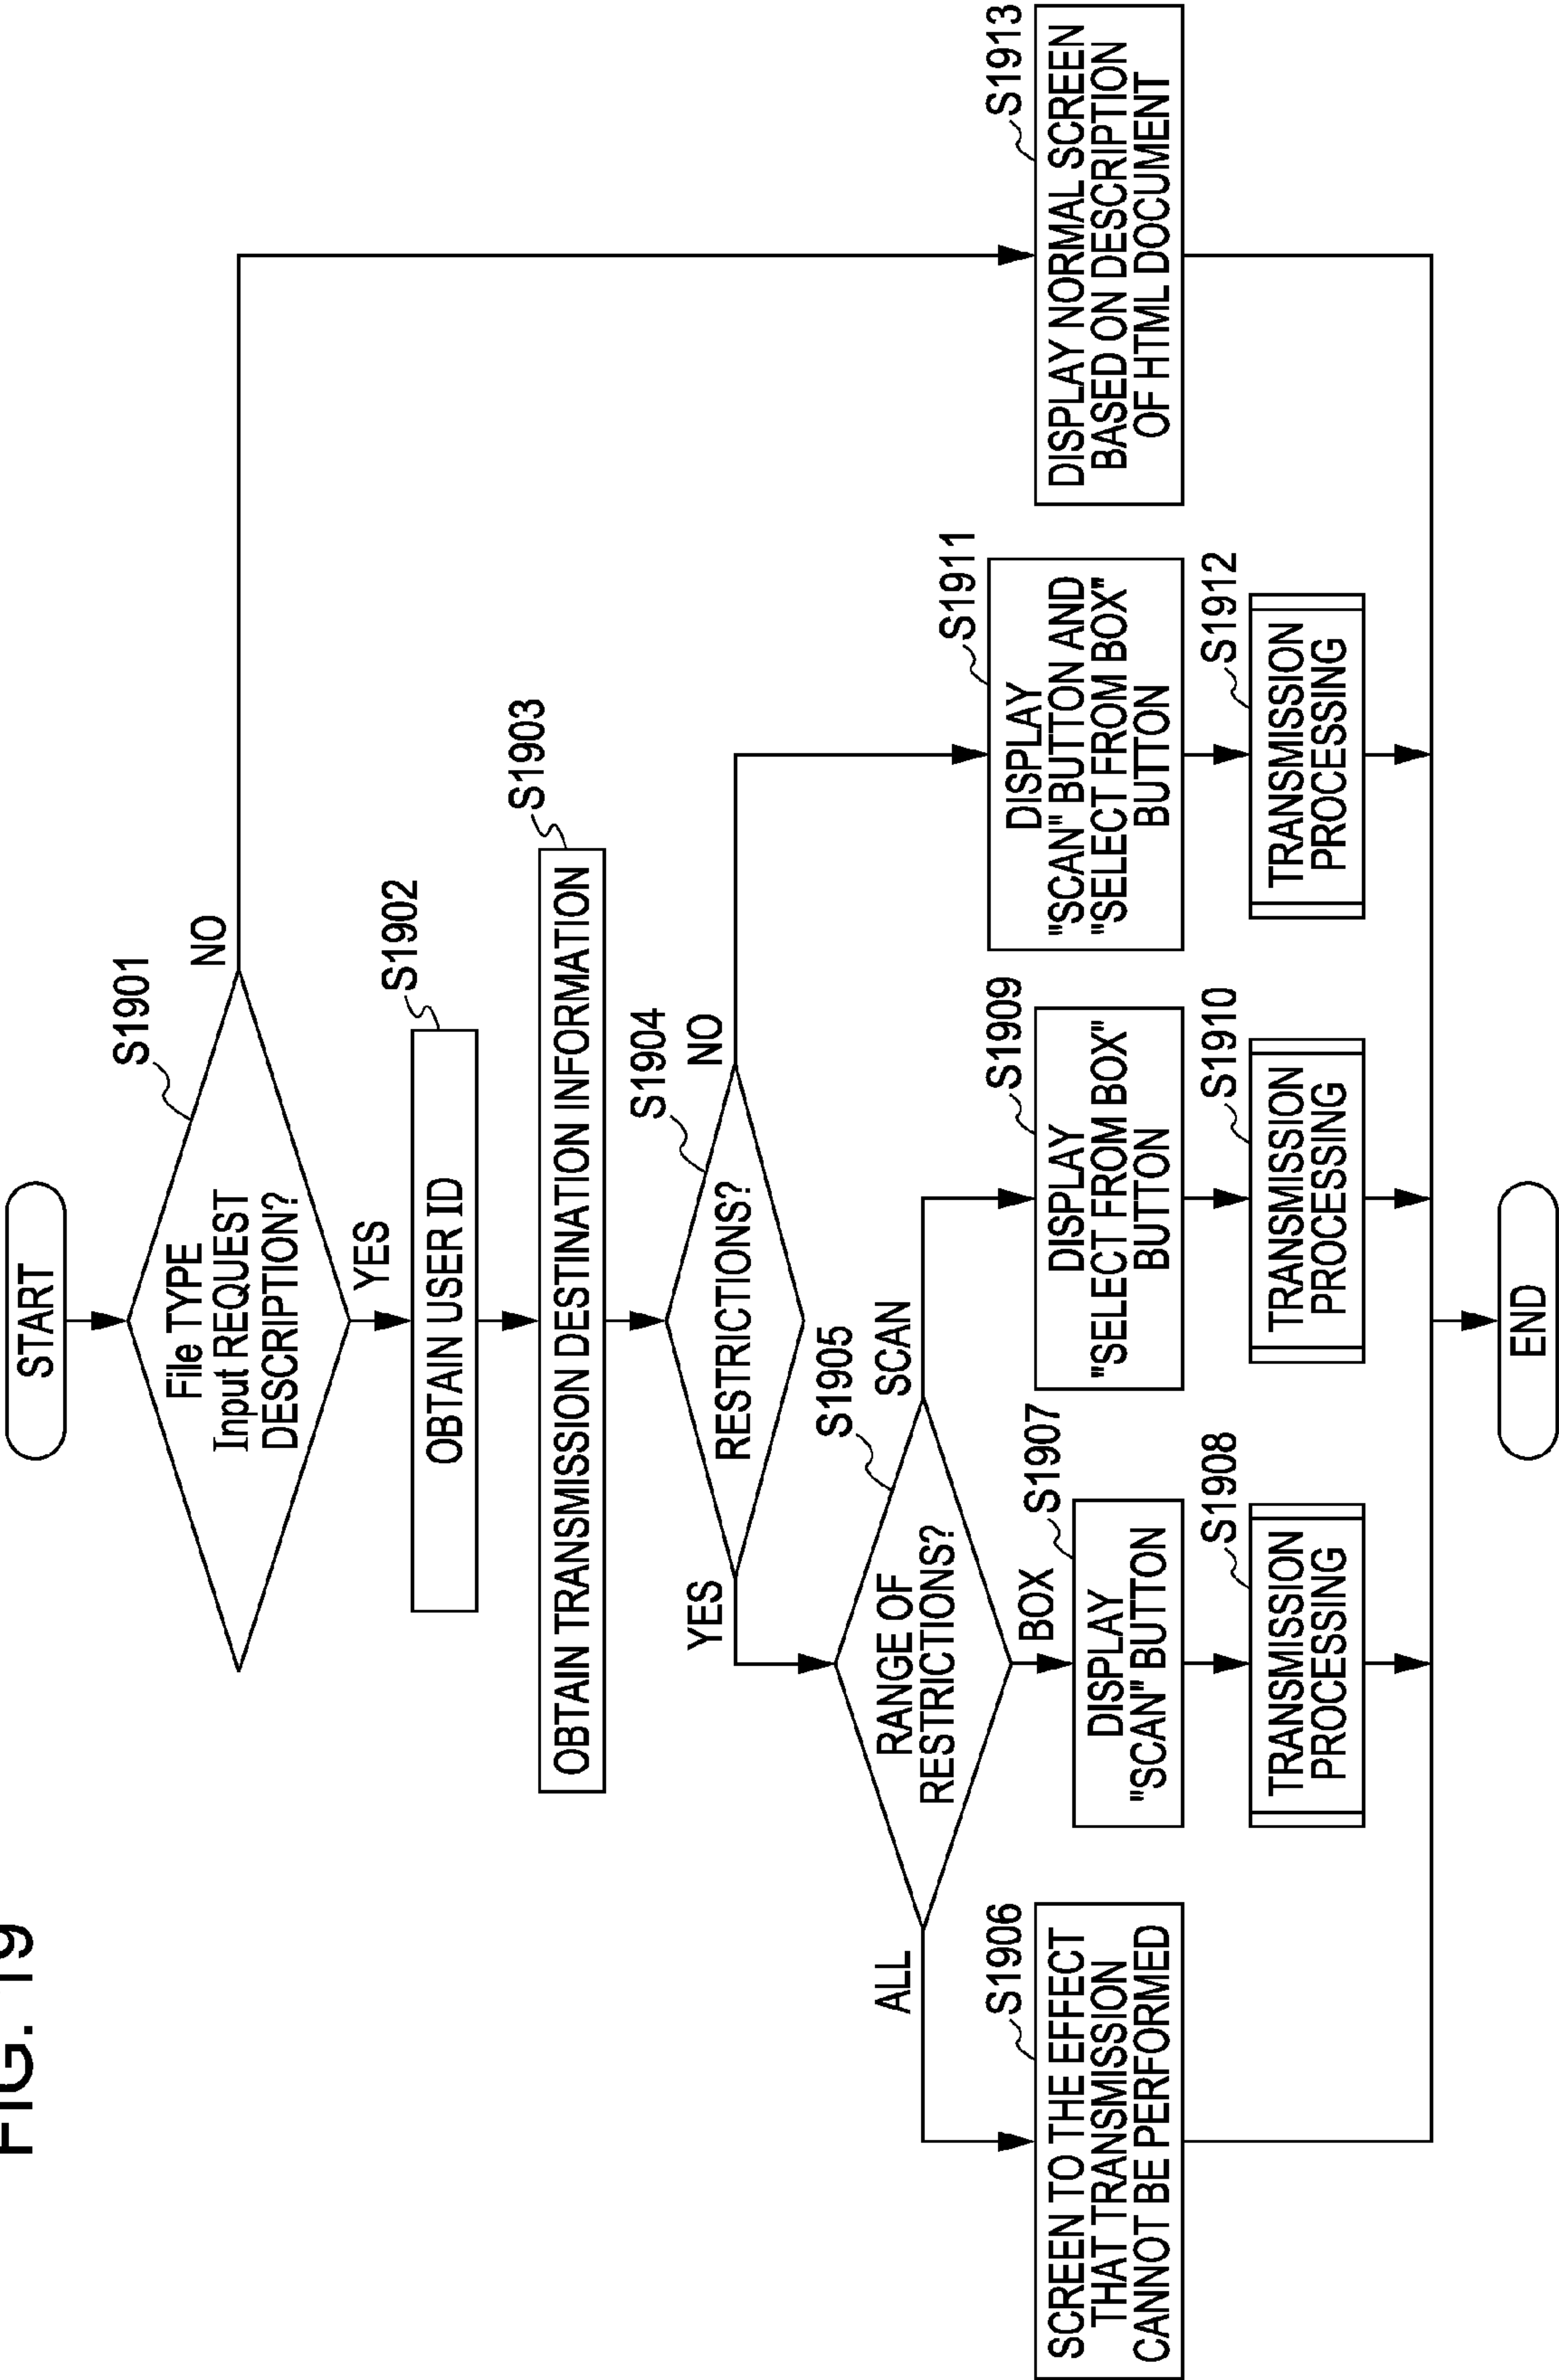 FIG. 19
START
S1901
File TYPE
Input REQUEST
DESCRIPTION?
NO
YES
S1902
OBTAIN USER ID
S1903
OBTAIN TRANSMISSION DESTINATION INFORMATION
S1904
RESTRICTIONS?
YES
NO
S1905
RANGE OF
RESTRICTIONS?
ALL
BOX
SCAN
S1906
SCREEN TO THE EFFECT
THAT TRANSMISSION
CANNOT BE PERFORMED
S1907
DISPLAY
"SCAN" BUTTON
S1908
TRANSMISSION
PROCESSING
S1909
DISPLAY
"SELECT FROM BOX"
BUTTON
S1910
TRANSMISSION
PROCESSING
S1911
DISPLAY
"SCAN" BUTTON AND
"SELECT FROM BOX"
BUTTON
S1912
TRANSMISSION
PROCESSING
S1913
DISPLAY NORMAL SCREEN
BASED ON DESCRIPTION
OF HTML DOCUMENT
END